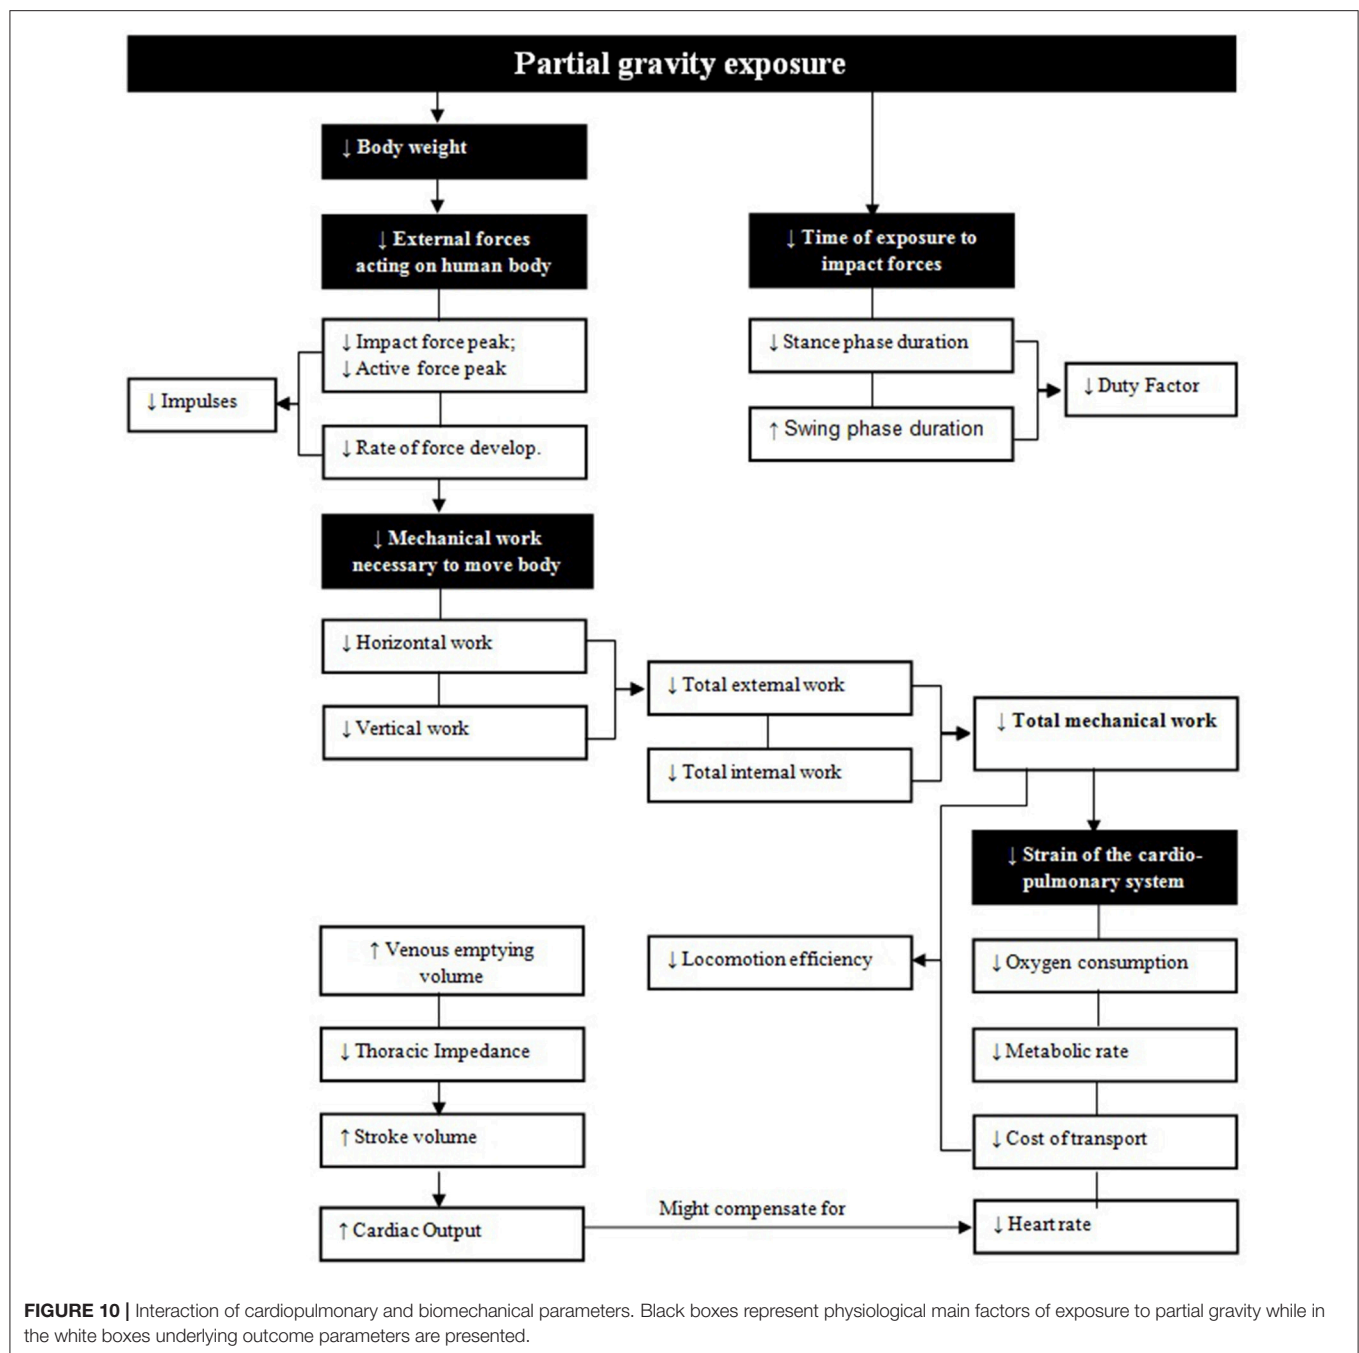 Partial gravity exposure
↓ Body weight
↓ External forces
acting on human body
↓ Time of exposure to
impact forces
↓ Impact force peak;
↓ Active force peak
↓ Stance phase duration
↓ Impulses
↓ Duty Factor
↓ Rate of force develop.
↑ Swing phase duration
↓ Mechanical work
necessary to move body
↓ Horizontal work
↓ Total external work
↓ Vertical work
↓ Total mechanical work
↓ Total internal work
↓ Strain of the cardio-
pulmonary system
↑ Venous emptying
volume
↓ Locomotion efficiency
↓ Oxygen consumption
↓ Thoracic Impedance
↓ Metabolic rate
↑ Stroke volume
↓ Cost of transport
↑ Cardiac Output
Might compensate for
↓ Heart rate
FIGURE 10 | Interaction of cardiopulmonary and biomechanical parameters. Black boxes represent physiological main factors of exposure to partial gravity while in
the white boxes underlying outcome parameters are presented.